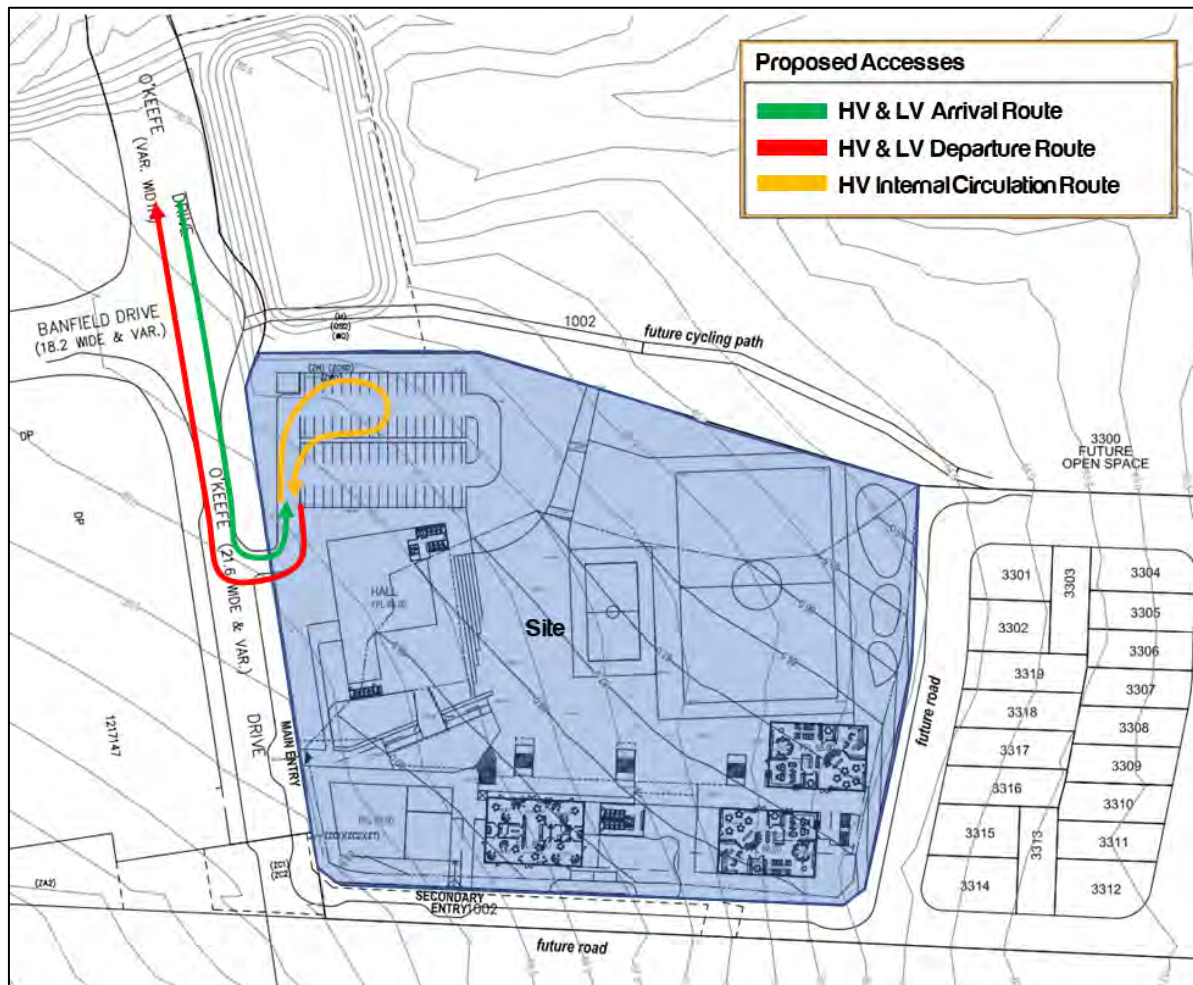 Proposed Accesses
HV & LV Arrival Route
HV & LV Departure Route
HV Internal Circulation Route
O'KEEFE DRIVE
(VAR. WIDTH)
BANFIELD DRIVE
(18.2 WIDE & VAR.)
1002
future cycling path
3300
FUTURE
OPEN SPACE
DP
DP
O'KEEFE (21.6 WIDE & VAR.)
DRIVE
HALL
Site
MAIN ENTRY
1217147
future road
3301
3302
3303
3304
3305
3306
3319
3307
3318
3308
3317
3309
3316
3310
3315
3313
3311
3314
3312
(ZA2)
SECONDARY
ENTRY
1002
future road